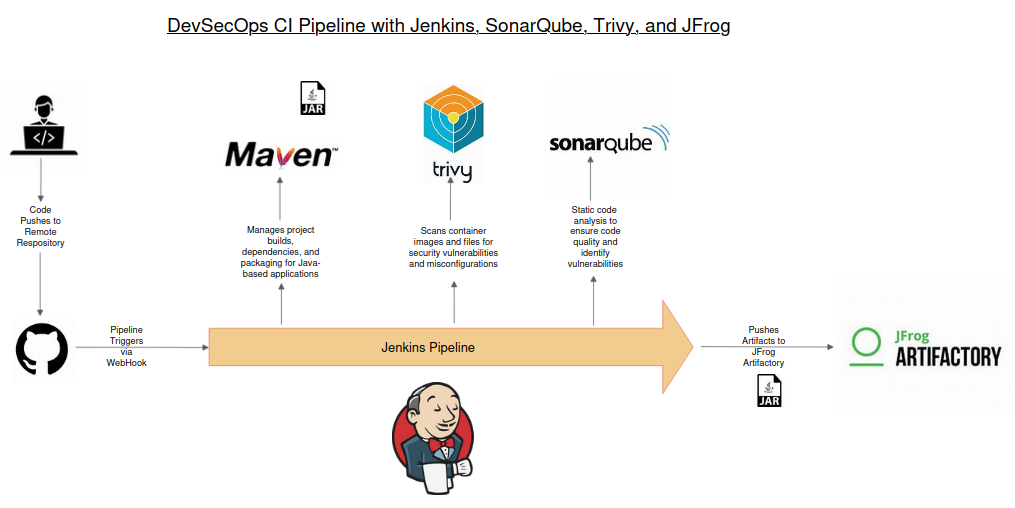 DevSecOps CI Pipeline with Jenkins, SonarQube, Trivy, and JFrog
</>
JAR
Maven™
trivy
sonarqube
Code
Pushes to
Remote
Respository
Manages project
builds,
dependencies, and
packaging for Java-
based applications
Scans container
images and files for
security vulnerabilities
and misconfigurations
Static code
analysis to
ensure code
quality and
identify
vulnerabilities
Pipeline
Triggers
via
WebHook
Jenkins Pipeline
Pushes
Artifacts to
JFrog
Artifactory
JAR
JFrog
ARTIFACTORY